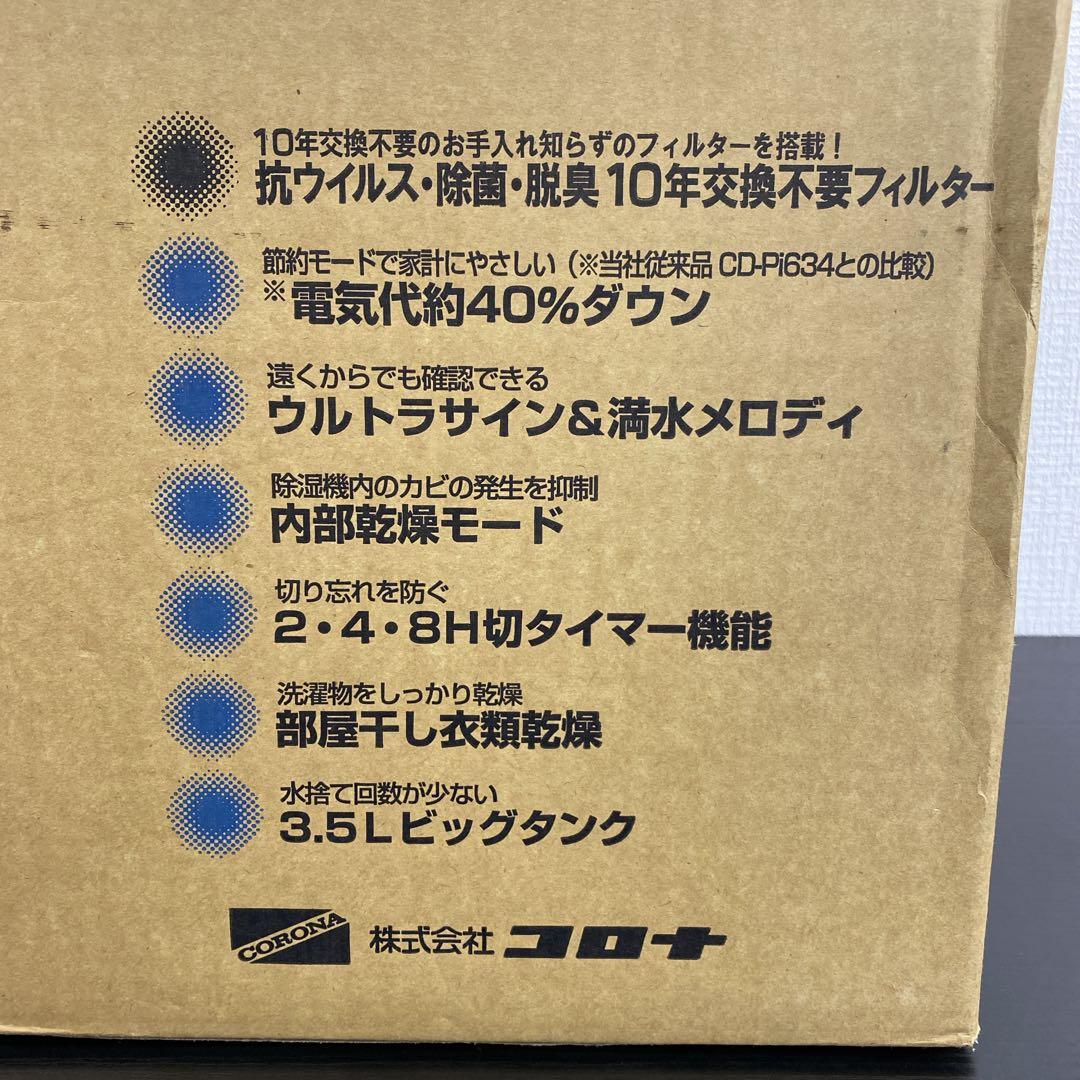 10年交換不要のお手入れ知らずのフィルターを搭載！
抗ウイルス・除菌・脱臭10年交換不要フィルター
節約モードで家計にやさしい（※当社従来品 CD-Pi634との比較）
※電気代約40%ダウン
遠くからでも確認できる
ウルトラサイン&満水メロディ
除湿機内のカビの発生を抑制
内部乾燥モード
切り忘れを防ぐ
2・4・8H切タイマー機能
洗濯物をしっかり乾燥
部屋干し衣類乾燥
水捨て回数が少ない
3.5Lビッグタンク
CORONA 株式会社 コロナ